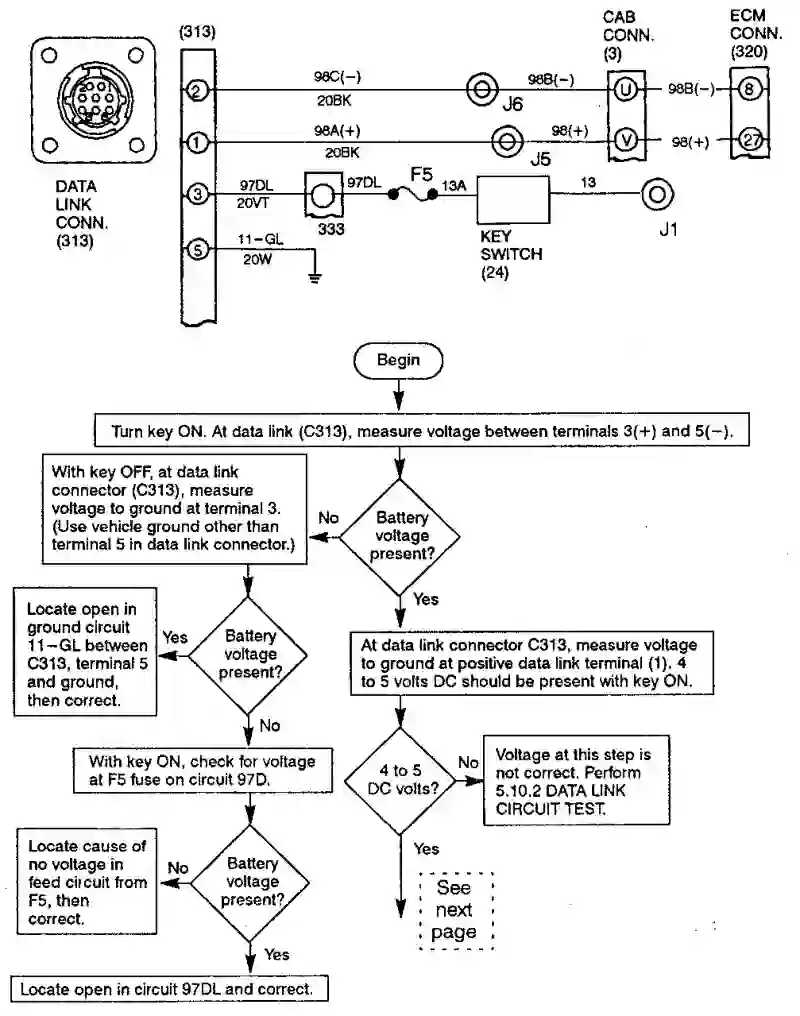 (313)
CAB
CONN.
(3)
ECM
CONN.
(320)
2
98C(−)
20BK
J6
98B(−)
U
98B(−)
8
1
98A(+)
20BK
J5
98(+)
V
98(+)
27
3
97DL
20VT
333
97DL
F5
13A
KEY
SWITCH
(24)
13
J1
5
11−GL
20W
DATA
LINK
CONN.
(313)
Begin
Turn key ON. At data link (C313), measure voltage between terminals 3(+) and 5(−).
With key OFF, at data link
connector (C313), measure
voltage to ground at terminal 3.
(Use vehicle ground other than
terminal 5 in data link connector.)
No
Battery
voltage
present?
Yes
Locate open in
ground circuit
11−GL between
C313, terminal 5
and ground,
then correct.
Yes
Battery
voltage
present?
No
At data link connector C313, measure voltage
to ground at positive data link terminal (1). 4
to 5 volts DC should be present with key ON.
With key ON, check for voltage
at F5 fuse on circuit 97D.
4 to 5
DC volts?
No
Voltage at this step is
not correct. Perform
5.10.2 DATA LINK
CIRCUIT TEST.
Yes
See
next
page
Locate cause of
no voltage in
feed circuit from
F5, then
correct.
No
Battery
voltage
present?
Yes
Locate open in circuit 97DL and correct.